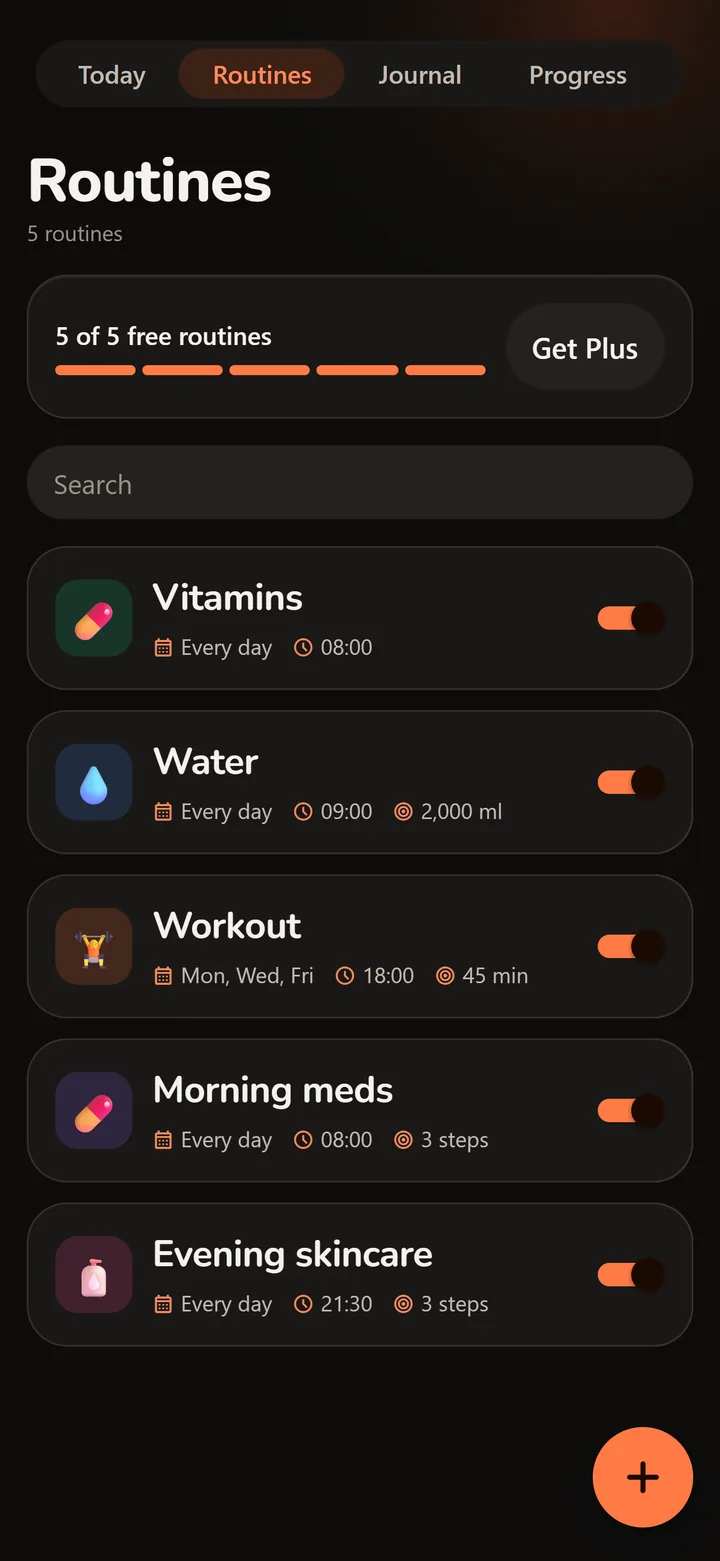 Today Routines Journal Progress
Routines
5 routines
5 of 5 free routines
Get Plus
Search
Vitamins
Every day 08:00
Water
Every day 09:00 2,000 ml
Workout
Mon, Wed, Fri 18:00 45 min
Morning meds
Every day 08:00 3 steps
Evening skincare
Every day 21:30 3 steps